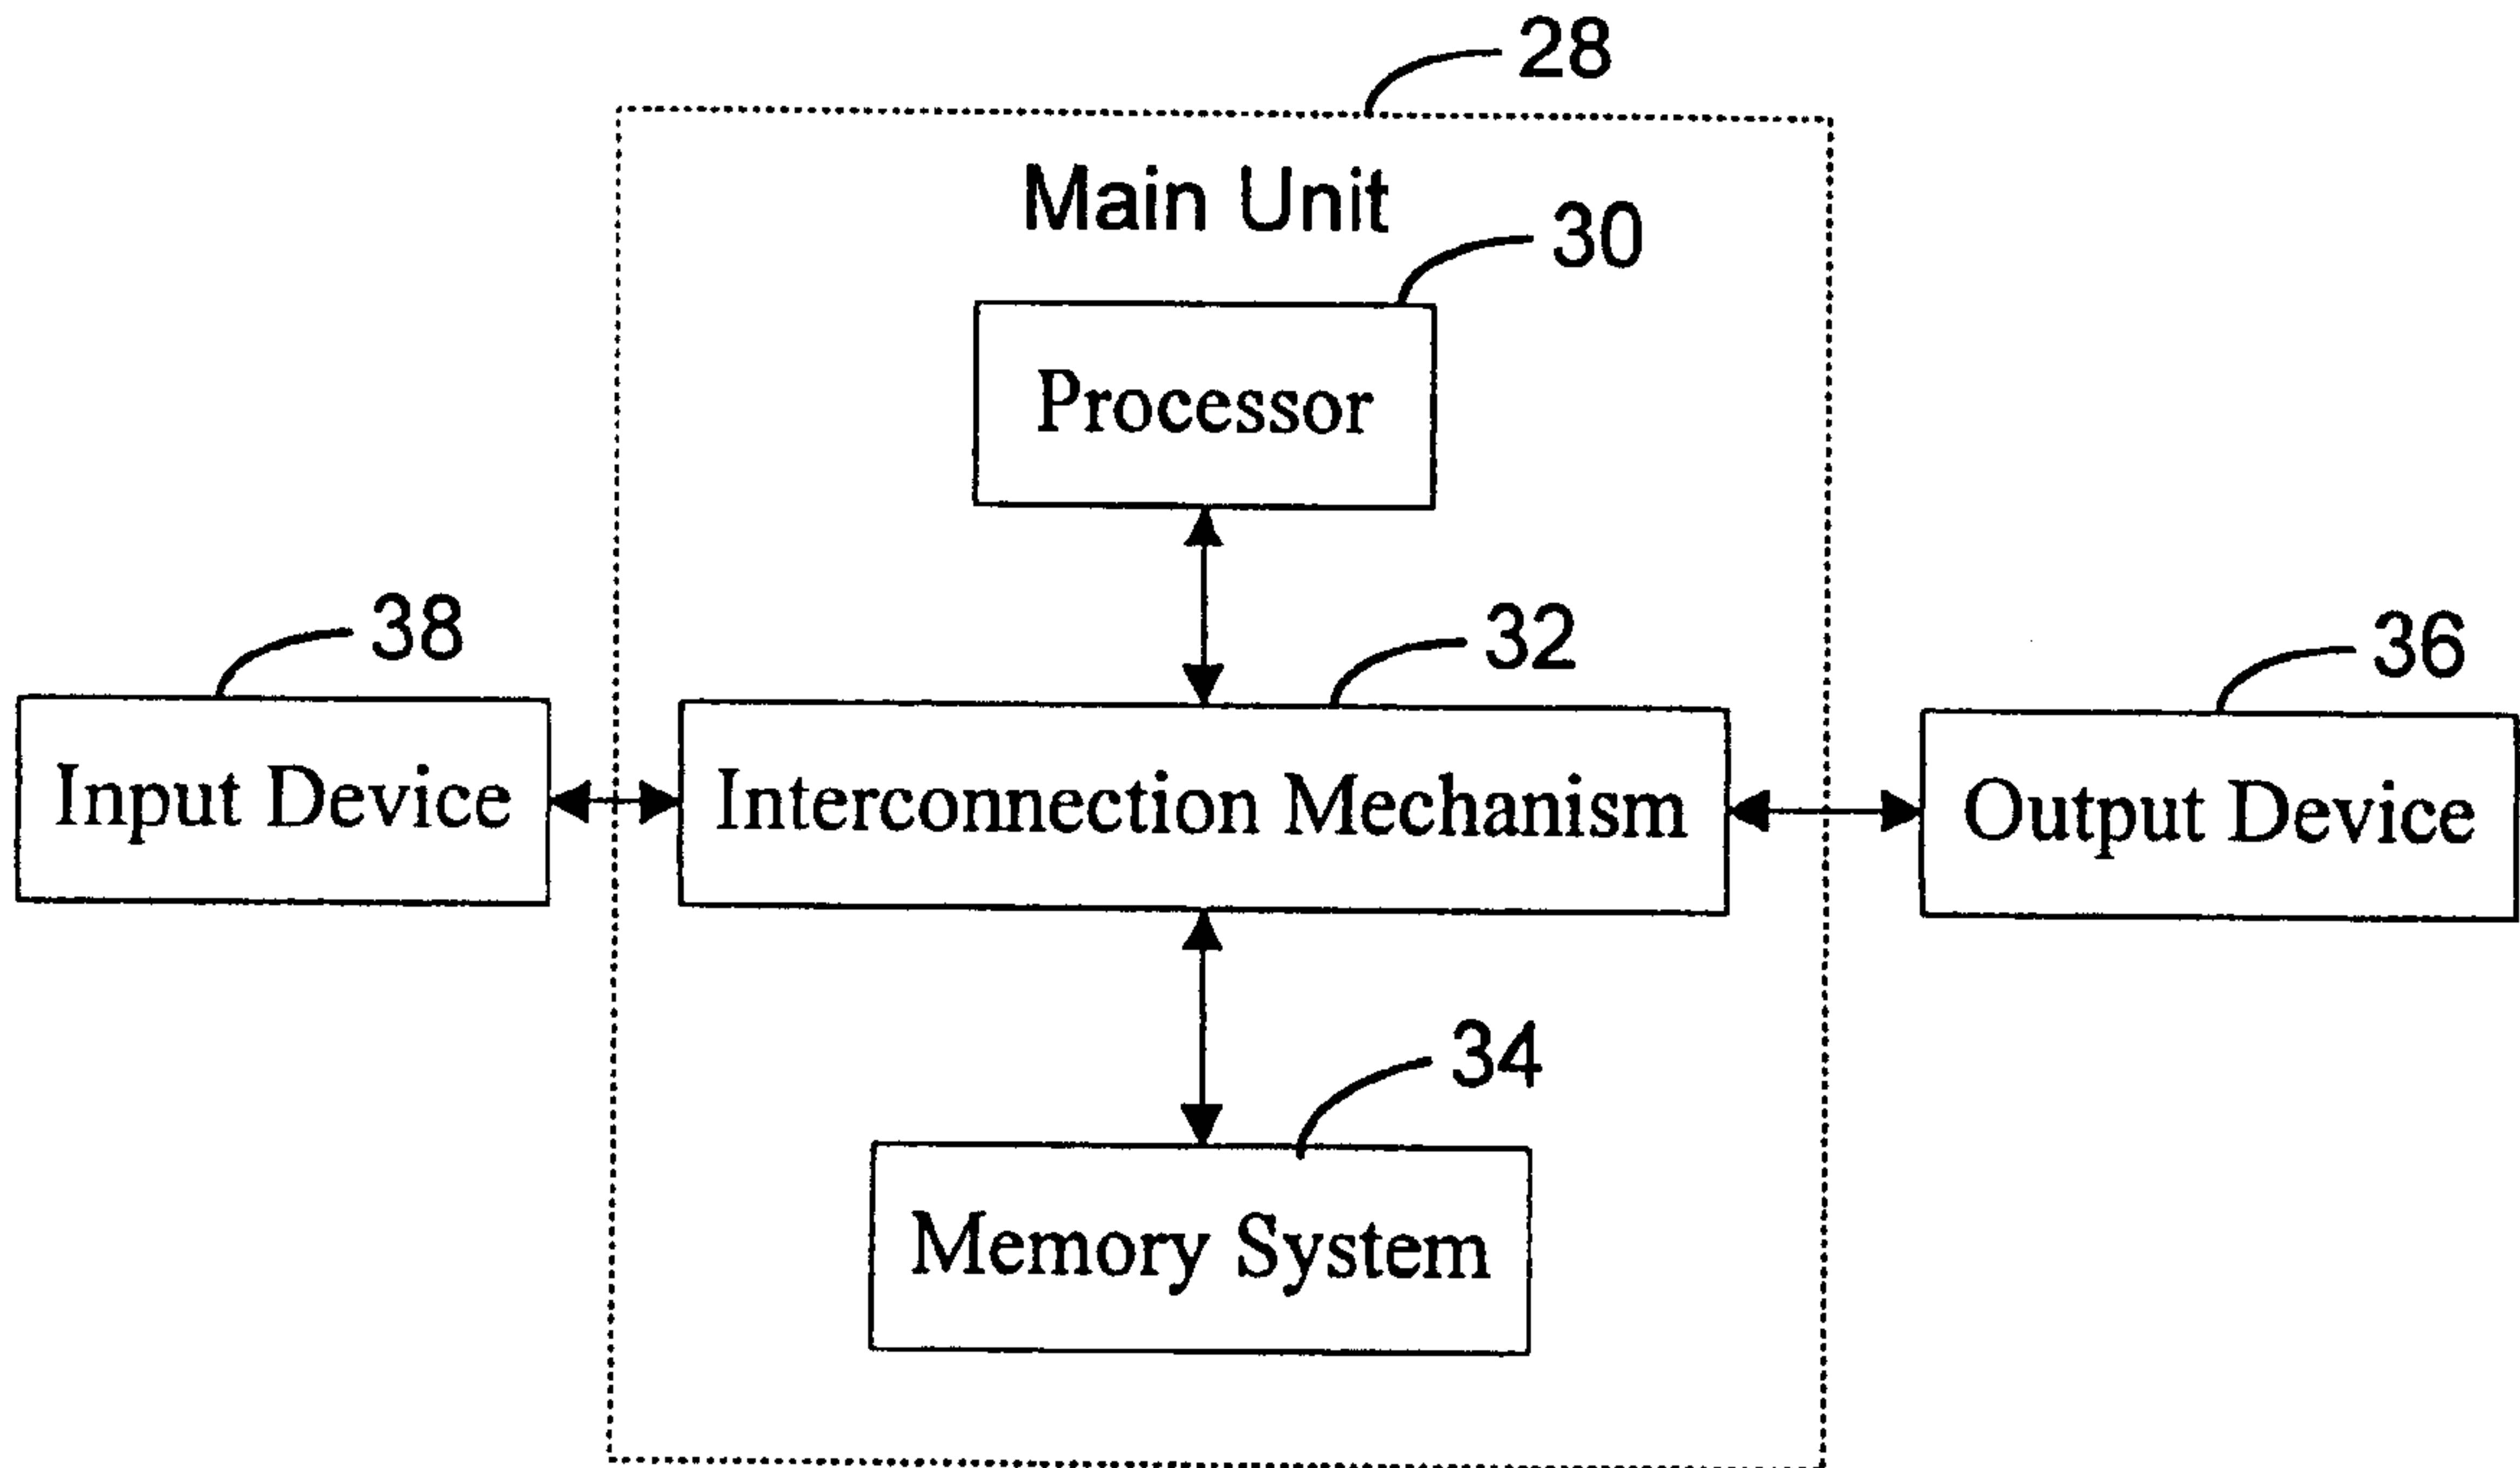 28
Main Unit
30
Processor
38
32
36
Input Device
Interconnection Mechanism
Output Device
34
Memory System